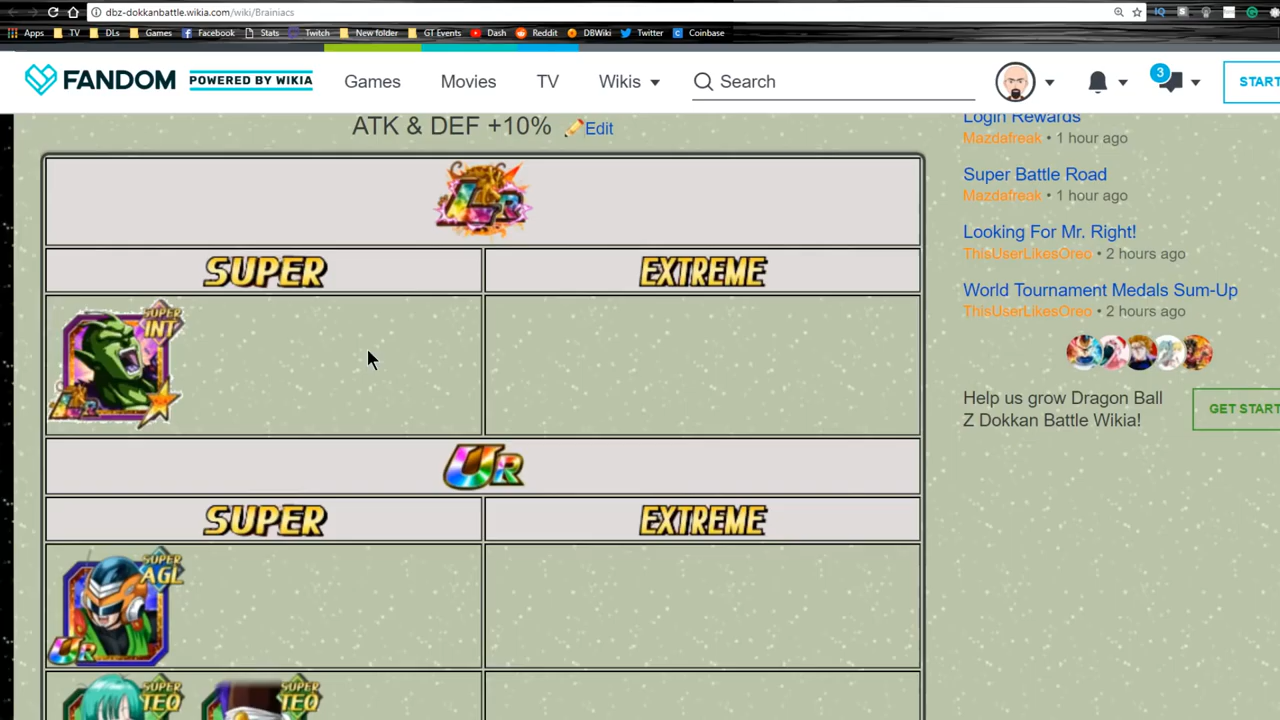 dbz-dokkanbattle.wikia.com/wiki/Brainiacs
Apps TV DLs Games Facebook Stats Twitch New folder GT Events Dash Reddit DBWiki Twitter Coinbase
FANDOM POWERED BY WIKIA Games Movies TV Wikis Search 3 START
ATK & DEF +10% Edit
Login Rewards
Mazdafreak • 1 hour ago
Super Battle Road
Mazdafreak • 1 hour ago
Looking For Mr. Right!
ThisUserLikesOreo • 2 hours ago
World Tournament Medals Sum-Up
ThisUserLikesOreo • 2 hours ago
Help us grow Dragon Ball
Z Dokkan Battle Wikia!
GET START
LR
SUPER EXTREME
SUPER
INT
LR
UR
SUPER EXTREME
SUPER
AGL
UR
SUPER
TEQ
SUPER
TEQ